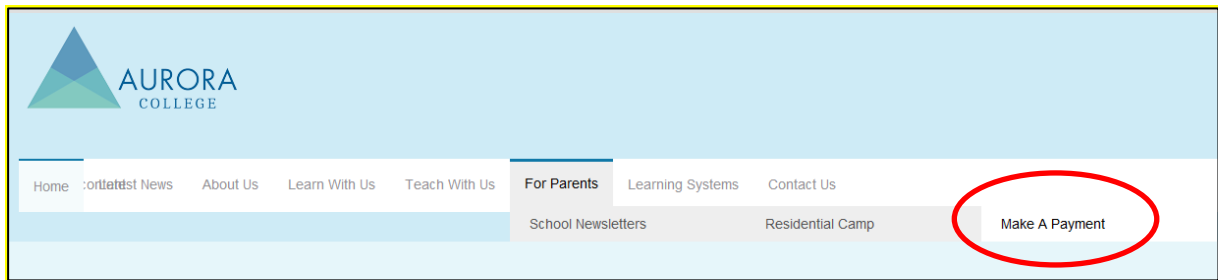 AURORA
COLLEGE
Home Latest News About Us Learn With Us Teach With Us For Parents Learning Systems Contact Us
School Newsletters Residential Camp Make A Payment